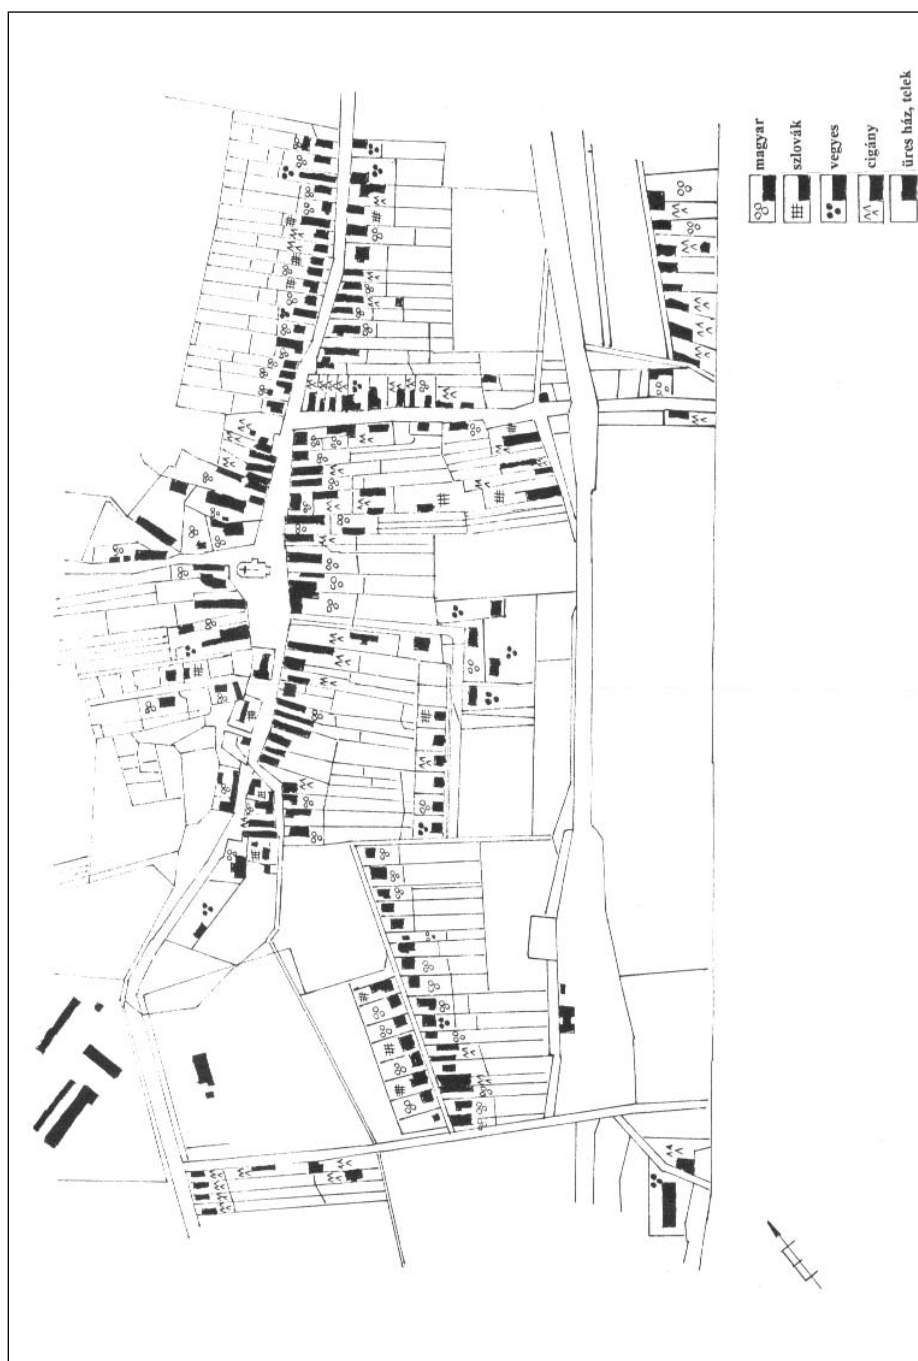 magyar
szlovák
vegyes
cigány
üres ház, telek